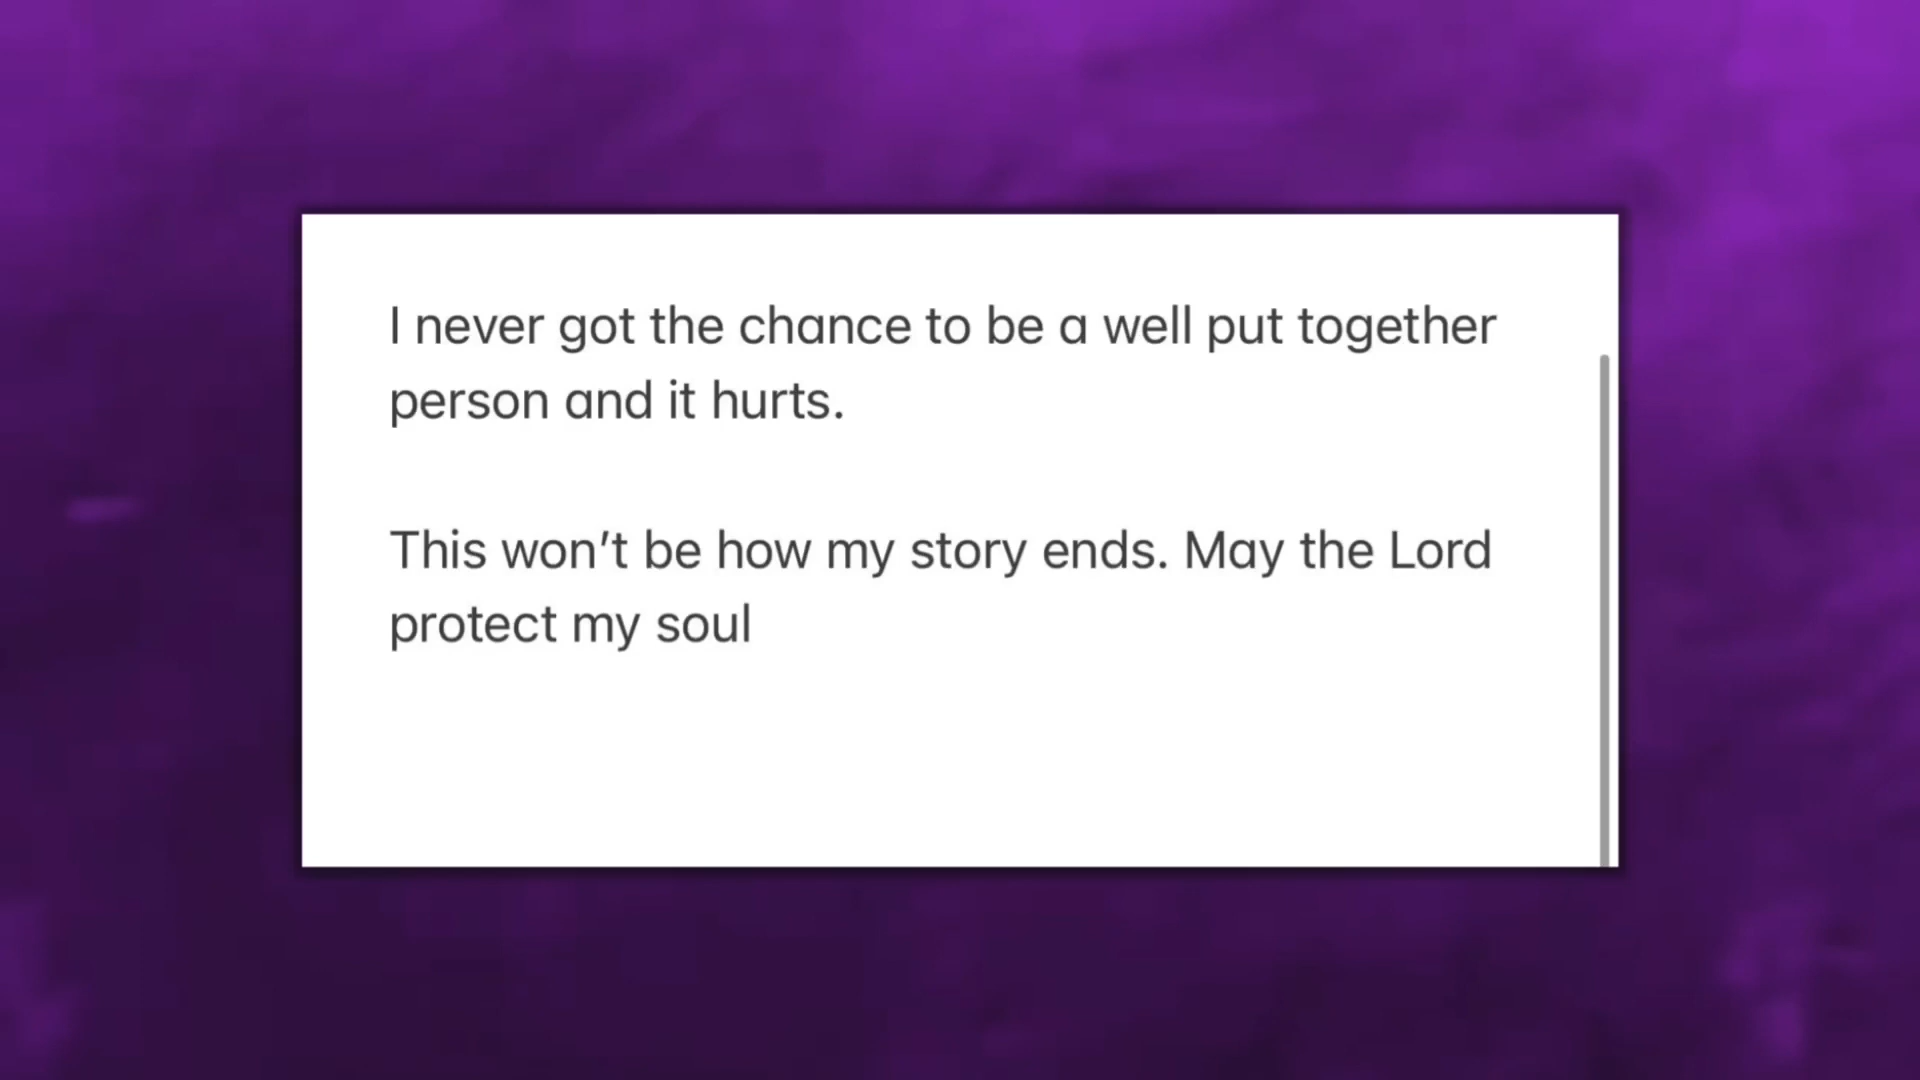 I never got the chance to be a well put together
person and it hurts.
This won’t be how my story ends. May the Lord
protect my soul